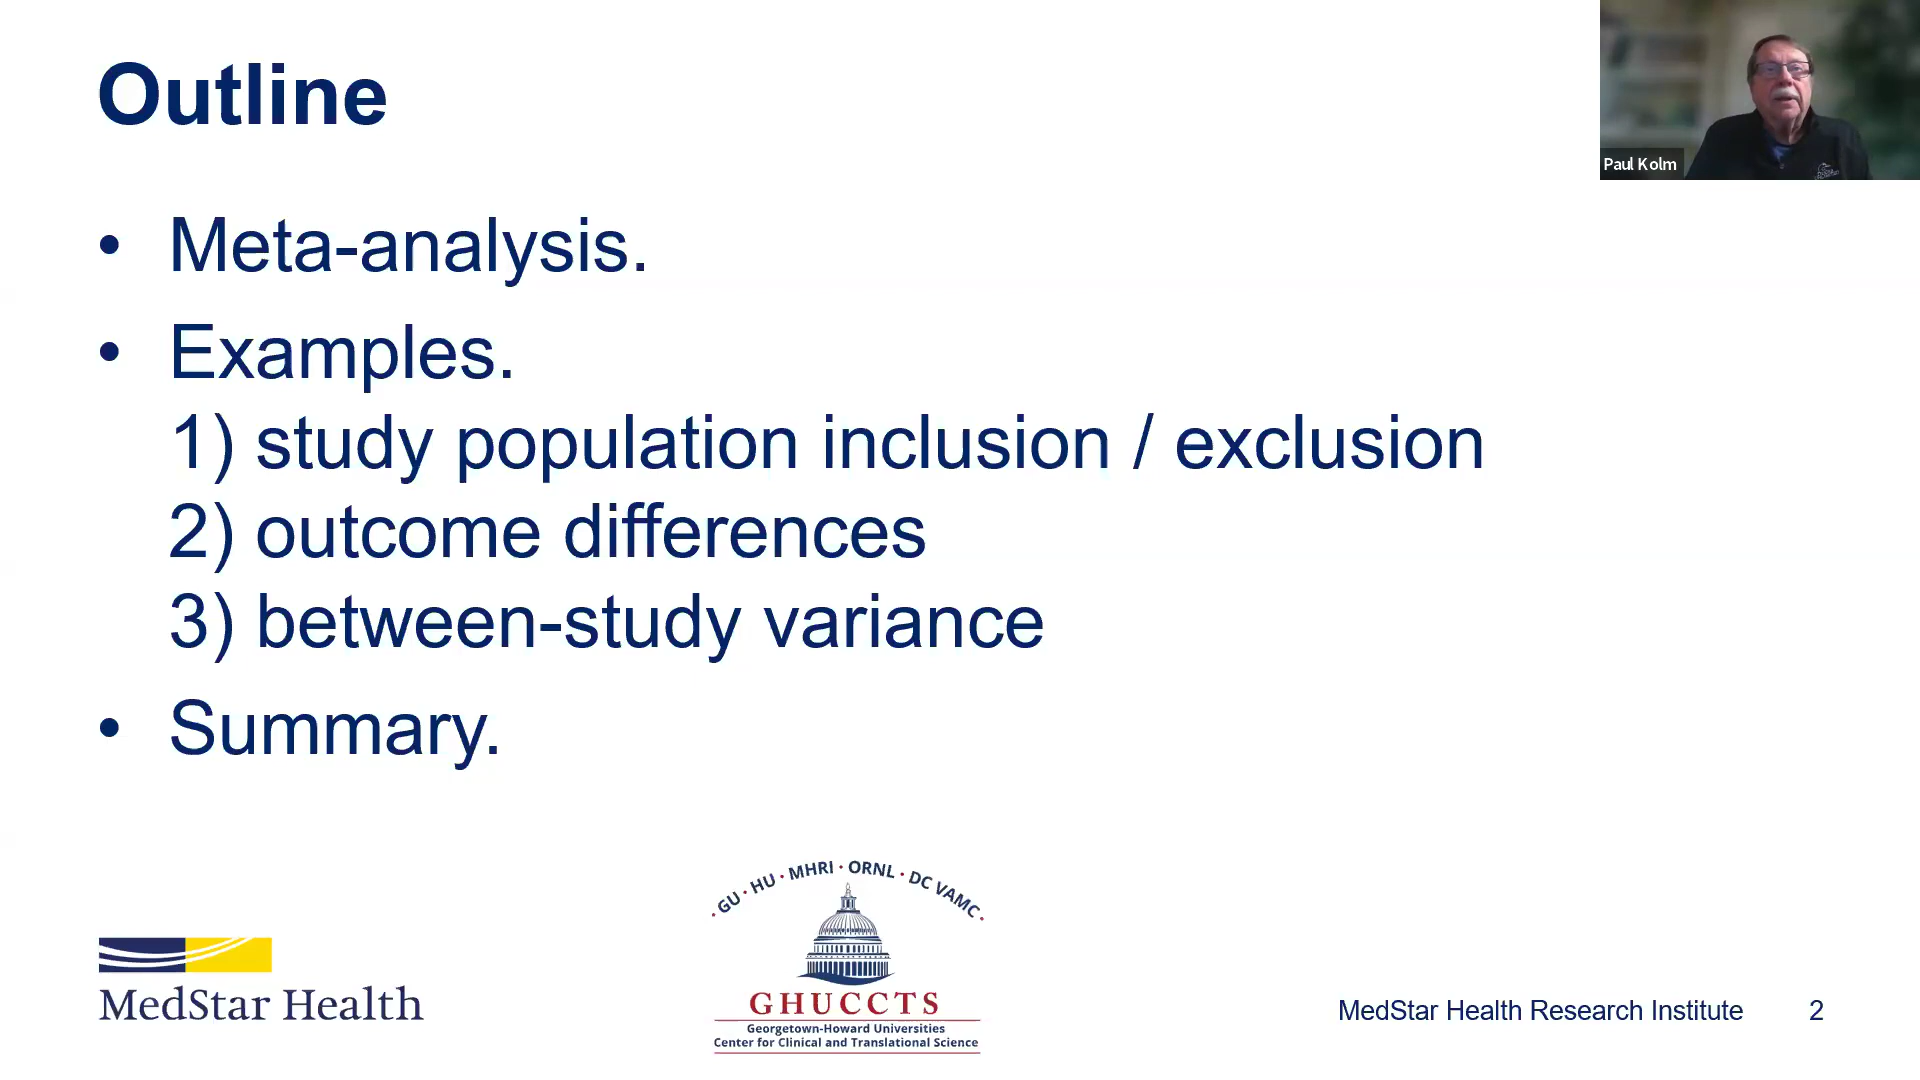 Outline
Paul Kolm
• Meta-analysis.
• Examples.
1) study population inclusion / exclusion
2) outcome differences
3) between-study variance
• Summary.
· GU · HU · MHRI · ORNL · DC VAMC ·
GHUCCTS
Georgetown-Howard Universities
Center for Clinical and Translational Science
MedStar Health
MedStar Health Research Institute 2